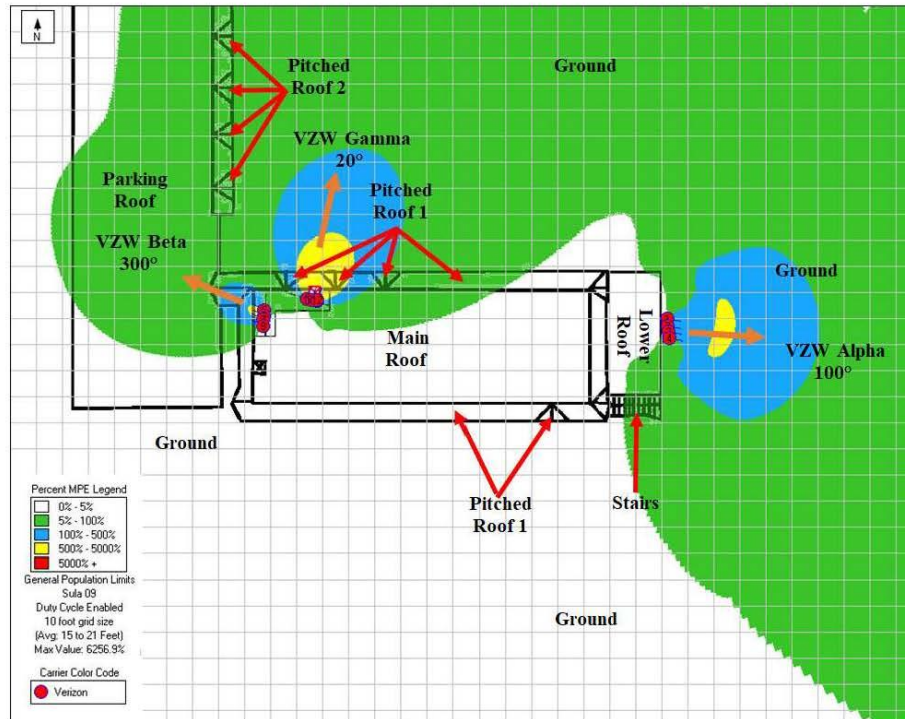 N
Pitched
Roof 2
Ground
VZW Gamma
20°
Parking
Roof
Pitched
Roof 1
VZW Beta
300°
Ground
Main
Roof
Lower
Roof
VZW Alpha
100°
Ground
Pitched
Roof 1
Stairs
Percent MPE Legend
0% - 5%
5% - 100%
100% - 500%
500% - 5000%
5000% +
General Population Limits
Sula 09
Duty Cycle Enabled
10 foot grid size
(Avg: 15 to 21 Feet)
Max Value: 6256.9%
Carrier Color Code
Verizon
Ground